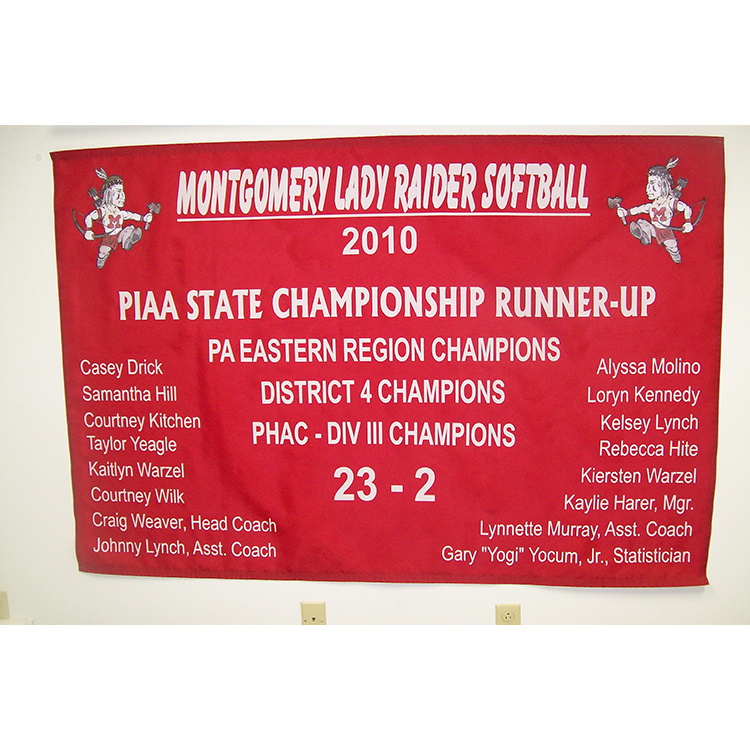 MONTGOMERY LADY RAIDER SOFTBALL
2010
PIAA STATE CHAMPIONSHIP RUNNER-UP
PA EASTERN REGION CHAMPIONS
DISTRICT 4 CHAMPIONS
PHAC - DIV III CHAMPIONS
23 - 2
Casey Drick
Samantha Hill
Courtney Kitchen
Taylor Yeagle
Kaitlyn Warzel
Courtney Wilk
Craig Weaver, Head Coach
Johnny Lynch, Asst. Coach
Alyssa Molino
Loryn Kennedy
Kelsey Lynch
Rebecca Hite
Kiersten Warzel
Kaylie Harer, Mgr.
Lynnette Murray, Asst. Coach
Gary "Yogi" Yocum, Jr., Statistician
M
M